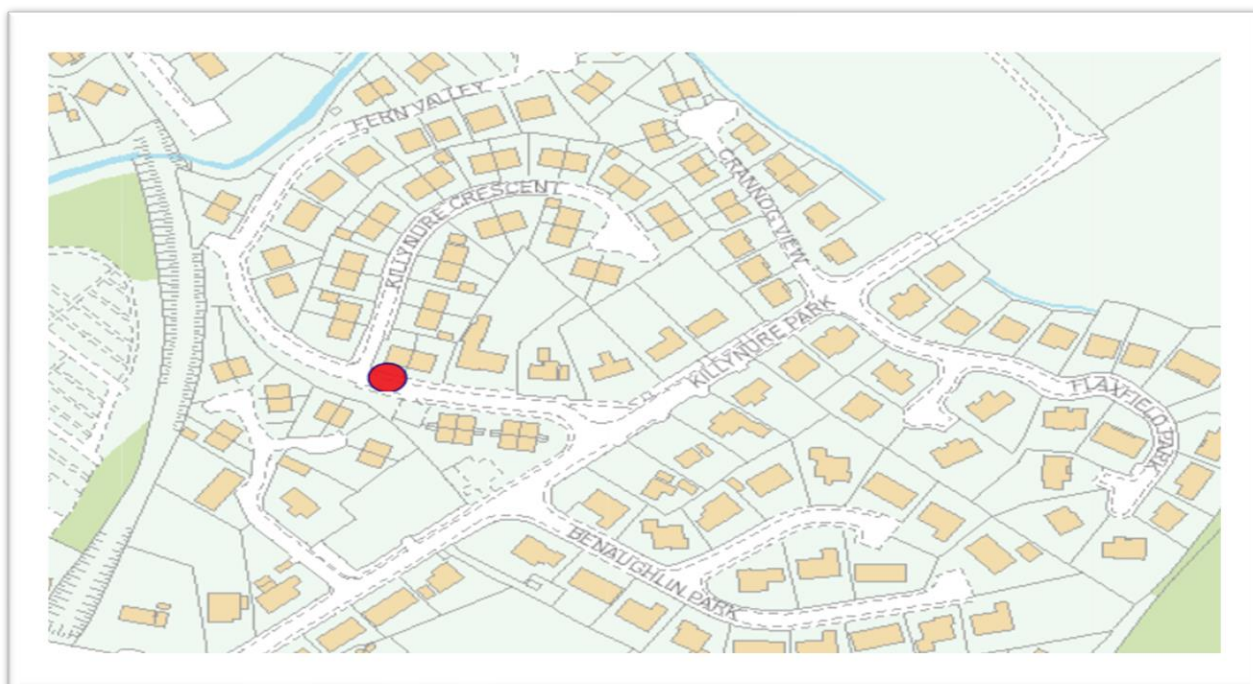 FERN VALLEY
KILLYNURE CRESCENT
CRANNOG VIEW
KILLYNURE PARK
FLAXFIELD PARK
BENAUGHLIN PARK